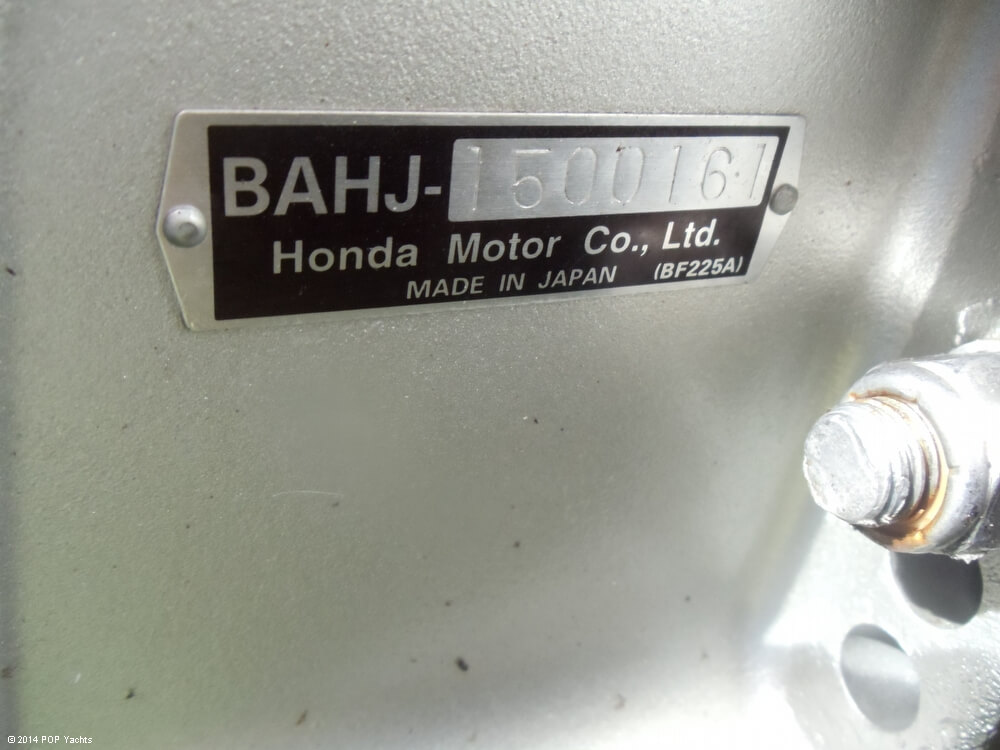 BAHJ-1500161
Honda Motor Co., Ltd.
MADE IN JAPAN (BF225A)
© 2014 POP Yachts